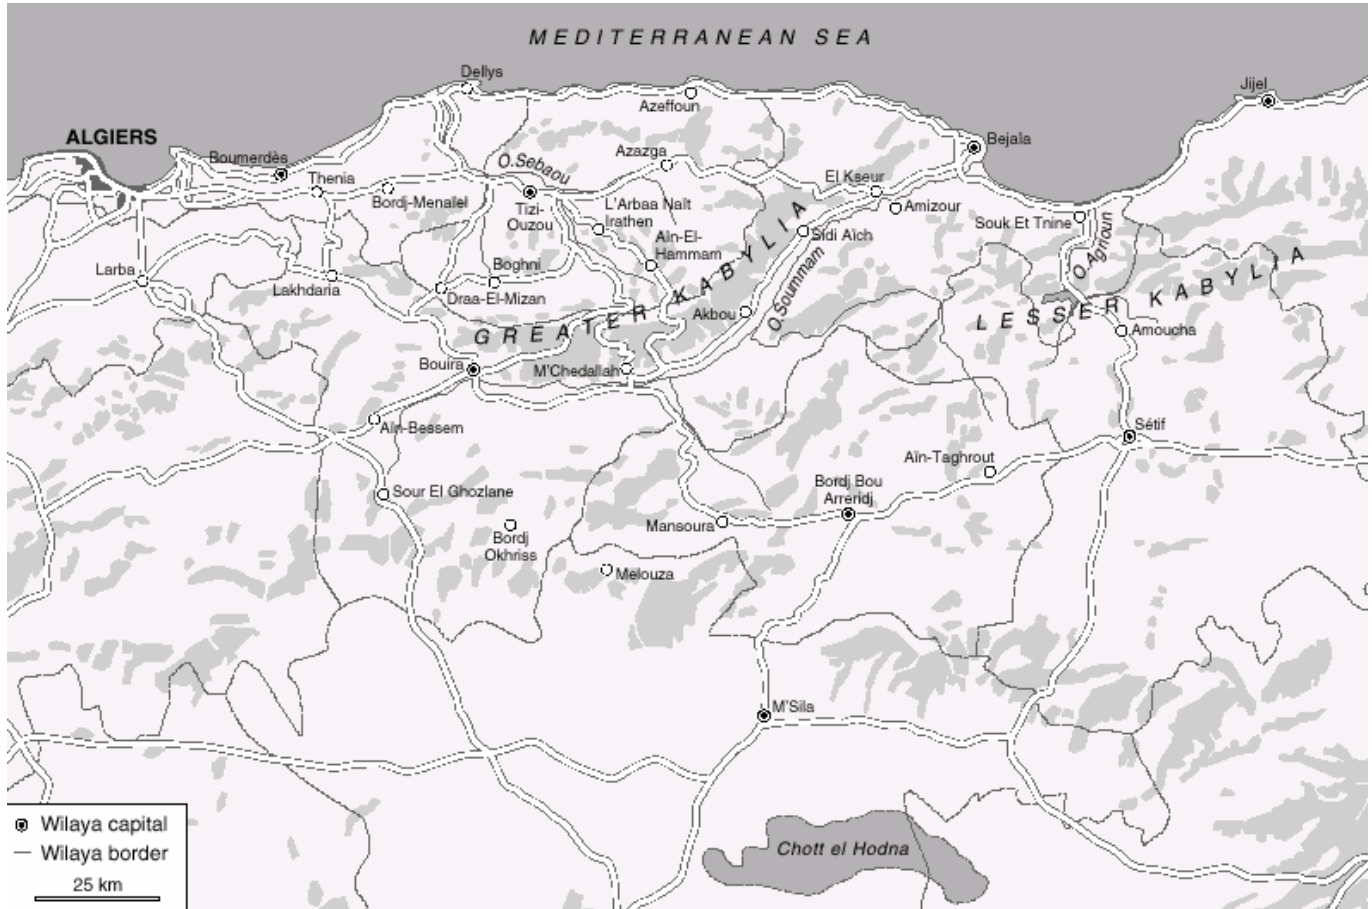 MEDITERRANEAN SEA
Dellys
Azeffoun
Jijel
ALGIERS
Boumerdès
Thenia
Bordj-Menaïel
O.Sebaou
Azazga
Bejaïa
Tizi-
Ouzou
L'Arbaa Naït
Irathen
El Kseur
Amizour
Souk Et Tnine
Aïn-El-
Hammam
Sidi Aïch
O.Agrioun
Larba
Lakhdaria
Boghni
Draa-El-Mizan
GREATER KABYLIA
Akbou
O.Soummam
LESSER KABYLIA
Amoucha
Bouira
M'Chedallah
Aïn-Bessem
Sétif
Aïn-Taghrout
Sour El Ghozlane
Bordj Bou
Arreridj
Bordj
Okhriss
Mansoura
Melouza
M'Sila
Chott el Hodna
Wilaya capital
Wilaya border
25 km